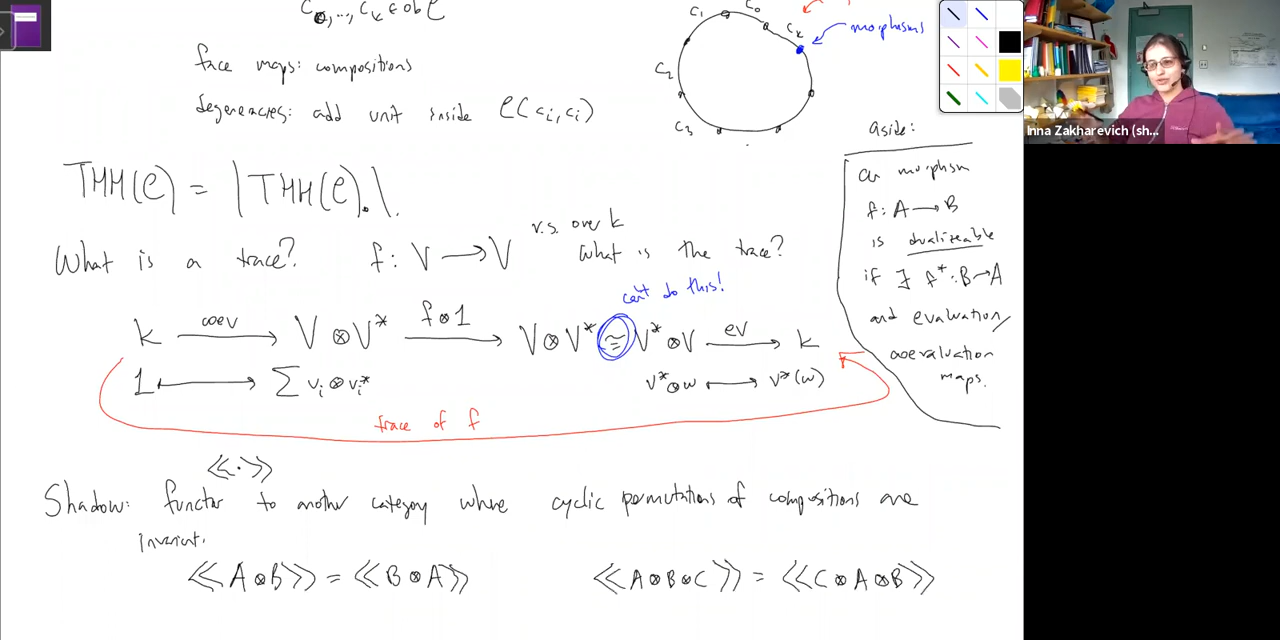 C₀,...,Cₖ ∈ ob C
face maps: compositions
degenerices: add unit inside C(cᵢ,cᵢ)
C₁ C₀ Cₖ
C₂
C₃
morphisms
THH(C) = |THH(C).|.
What is a trace? f: V → V v.s. over k What is the trace?
can't do this!
k —coev→ V⊗V* —f⊗1→ V⊗V* ≅ V*⊗V —ev→ k
1 ↦ Σ vᵢ⊗vᵢ* v*⊗w ↦ v*(w)
trace of f
aside:
a morphism
f: A → B
is dualizeable
if ∃ f*: B→A
and evaluation/
coevaluation
maps.
⟪·⟫
Shadow: functor to another category where cyclic permutations of compositions are
invariant.
⟪A⊗B⟫ = ⟪B⊗A⟫ ⟪A⊗B⊗C⟫ = ⟪C⊗A⊗B⟫
Inna Zakharevich (sh...